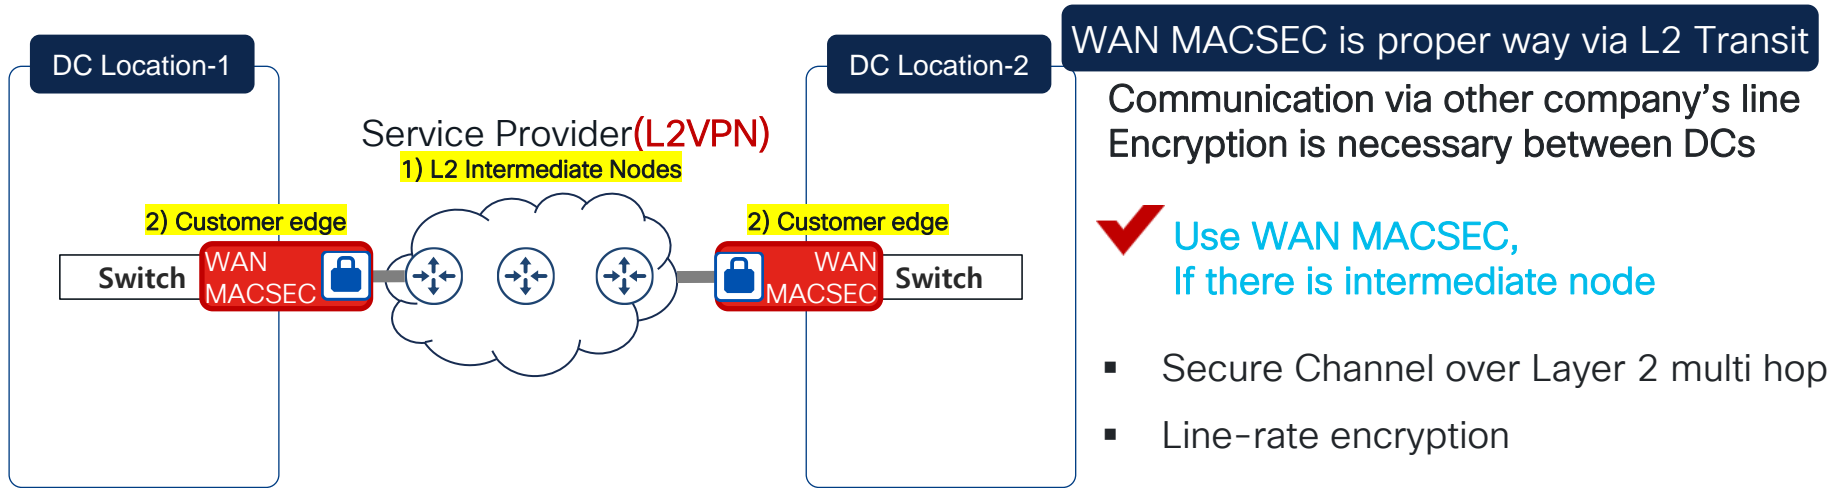 DC Location-1
DC Location-2
WAN MACSEC is proper way via L2 Transit
Communication via other company's line
Encryption is necessary between DCs
Service Provider(L2VPN)
1) L2 Intermediate Nodes
2) Customer edge
2) Customer edge
Switch
WAN
MACSEC
WAN
MACSEC
Switch
Use WAN MACSEC,
If there is intermediate node
▪ Secure Channel over Layer 2 multi hop
▪ Line-rate encryption